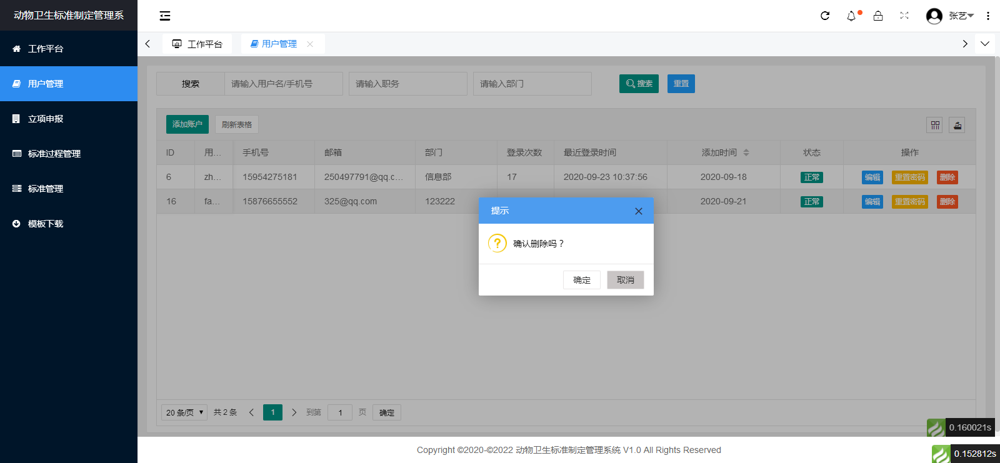 动物卫生标准制定管理系
张艺
工作平台
用户管理
立项申报
标准过程管理
标准管理
模板下载
工作平台
用户管理
搜索 请输入用户名/手机号 请输入职务 请输入部门 搜索 重置
添加账户 刷新表格
ID 用... 手机号 邮箱 部门 登录次数 最近登录时间 添加时间 状态 操作
6 zh... 15954275181 250497791@qq.c... 信息部 17 2020-09-23 10:37:56 2020-09-18 正常 编辑 重置密码 删除
16 fa... 15876655552 325@qq.com 123222 2020-09-21 正常 编辑 重置密码 删除
提示
?
确认删除吗？
确定 取消
20 条/页 共 2 条 1 到第 1 页 确定
0.160021s
Copyright ©2020-©2022 动物卫生标准制定管理系统 V1.0 All Rights Reserved
0.152812s